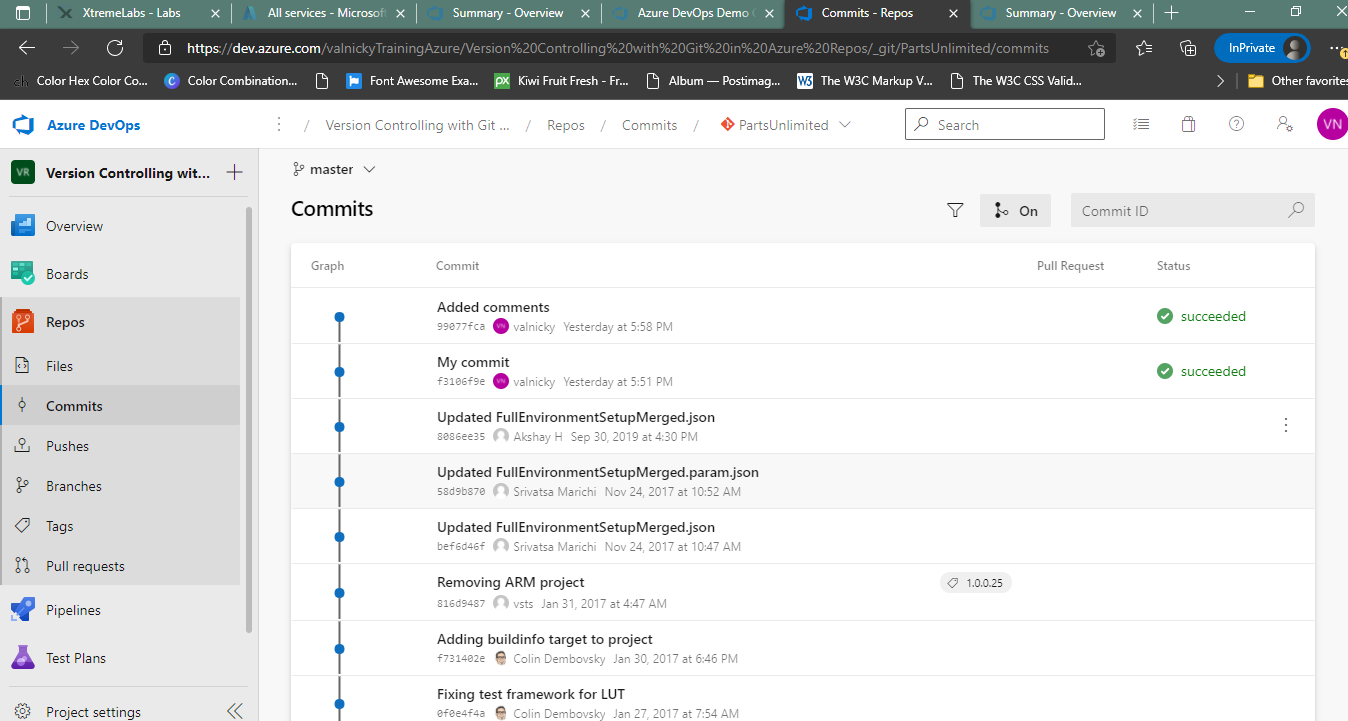 XtremeLabs - Labs
All services - Microsof
Summary - Overview
Azure DevOps Demo
Commits - Repos
Summary - Overview
https://dev.azure.com/valnickyTrainingAzure/Version%20Controlling%20with%20Git%20in%20Azure%20Repos/_git/PartsUnlimited/commits
InPrivate
ch Color Hex Color Co...
C Color Combination...
Font Awesome Exa...
px Kiwi Fruit Fresh - Fr...
Album — Postimag...
W3 The W3C Markup V...
The W3C CSS Valid...
Other favorites
Azure DevOps
/ Version Controlling with Git ... / Repos / Commits / PartsUnlimited
Search
VN
VR Version Controlling wit...
master
Commits
On
Commit ID
Overview
Boards
Repos
Files
Commits
Pushes
Branches
Tags
Pull requests
Pipelines
Test Plans
Project settings
Graph Commit Pull Request Status
Added comments
99077fca VN valnicky Yesterday at 5:58 PM
succeeded
My commit
f3106f9e VN valnicky Yesterday at 5:51 PM
succeeded
Updated FullEnvironmentSetupMerged.json
8086ee35 Akshay H Sep 30, 2019 at 4:30 PM
Updated FullEnvironmentSetupMerged.param.json
58d9b870 Srivatsa Marichi Nov 24, 2017 at 10:52 AM
Updated FullEnvironmentSetupMerged.json
bef6d46f Srivatsa Marichi Nov 24, 2017 at 10:47 AM
Removing ARM project
1.0.0.25
816d9487 vsts Jan 31, 2017 at 4:47 AM
Adding buildinfo target to project
f731402e Colin Dembovsky Jan 30, 2017 at 6:46 PM
Fixing test framework for LUT
0f0e4f4a Colin Dembovsky Jan 27, 2017 at 7:54 AM